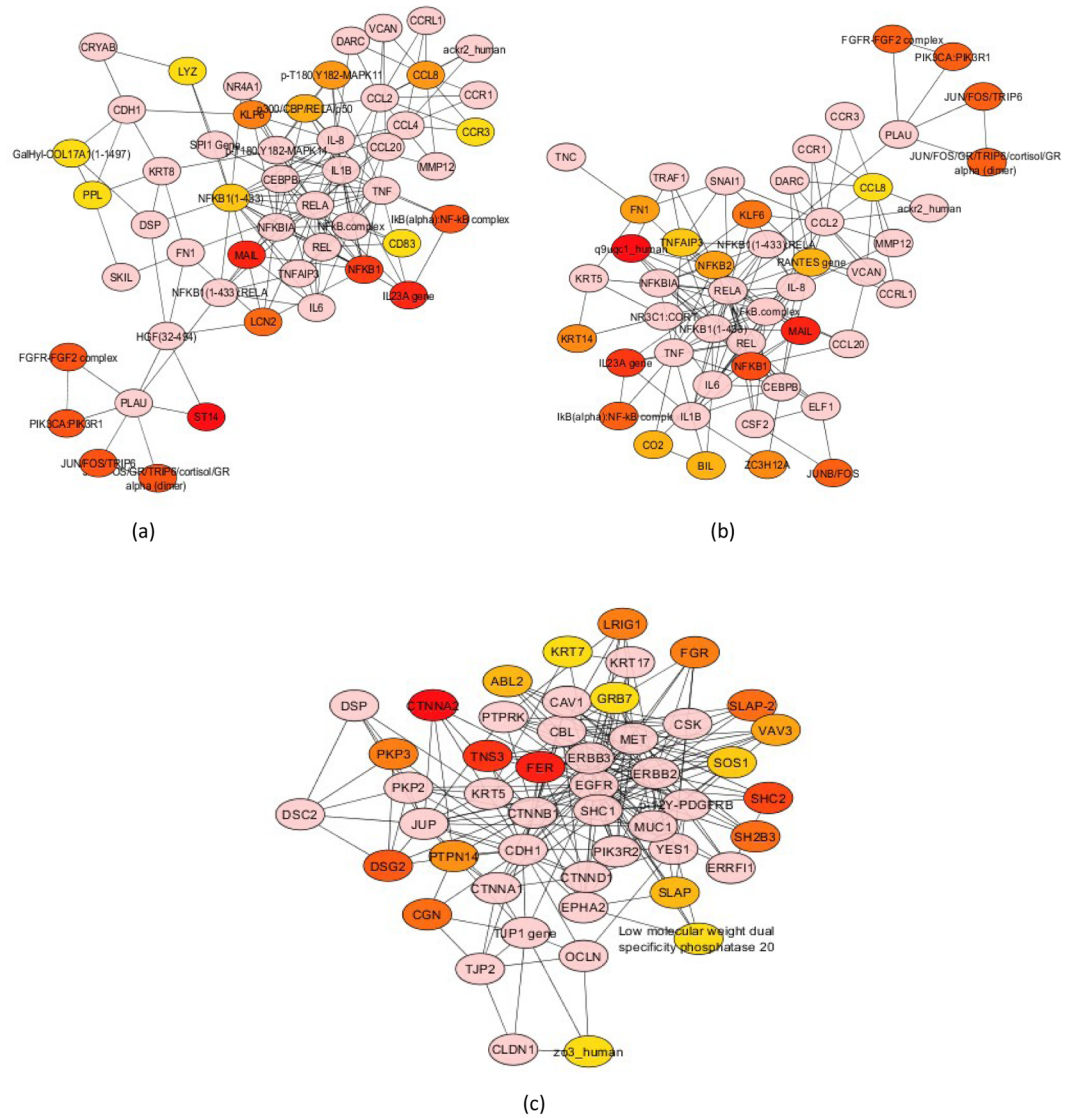 CRYAB
LYZ
DARC
VCAN
CCRL1
ackr2_human
p-T180,Y182-MAPK11
CCL8
NR4A1
CCL2
CCR1
CDH1
KLF6
p300/CBP/RELA/p50
CCL4
CCR3
GalHyl-COL17A1(1-1497)
SPI1 Gene
p-T180,Y182-MAPK14
IL-8
CCL20
MMP12
KRT8
CEBPB
IL1B
PPL
NFKB1(1-433)
TNF
DSP
RELA
IkB(alpha):NF-kB complex
NFKBIA
NFkB.complex
FN1
MAIL
REL
CD83
SKIL
TNFAIP3
NFKB1
NFKB1(1-433):RELA
IL23A gene
IL6
LCN2
HGF(32-494)
FGFR-FGF2 complex
PLAU
PIK3CA:PIK3R1
ST14
JUN/FOS/TRIP6
/FOS/GR/TRIP6/cortisol/GR
alpha (dimer)
(a)
FGFR-FGF2 complex
PIK3CA:PIK3R1
JUN/FOS/TRIP6
PLAU
CCR3
JUN/FOS/GR/TRIP6/cortisol/GR
alpha (dimer)
TNC
CCR1
TRAF1
SNAI1
DARC
CCL8
FN1
KLF6
ackr2_human
CCL2
q9uqc1_human
TNFAIP3
NFKB1(1-433):RELA
MMP12
NFKB2
RANTES gene
VCAN
KRT5
NFKBIA
RELA
IL-8
CCRL1
NR3C1:CORT
NFkB.complex
KRT14
NFKB1(1-433)
MAIL
REL
CCL20
IL23A gene
TNF
NFKB1
IL6
CEBPB
IkB(alpha):NF-kB complex
IL1B
ELF1
CSF2
CO2
BIL
ZC3H12A
JUNB/FOS
(b)
LRIG1
KRT7
KRT17
FGR
ABL2
GRB7
DSP
CTNNA2
CAV1
SLAP-2
PTPRK
CSK
CBL
MET
VAV3
PKP3
TNS3
ERBB3
SOS1
FER
ERBB2
PKP2
KRT5
EGFR
SHC2
p-12Y-PDGFRB
DSC2
CTNNB1
SHC1
JUP
MUC1
SH2B3
CDH1
PIK3R2
YES1
DSG2
PTPN14
ERRFI1
CTNNA1
CTNND1
SLAP
CGN
EPHA2
TJP1 gene
Low molecular weight dual
specificity phosphatase 20
TJP2
OCLN
CLDN1
zo3_human
(c)